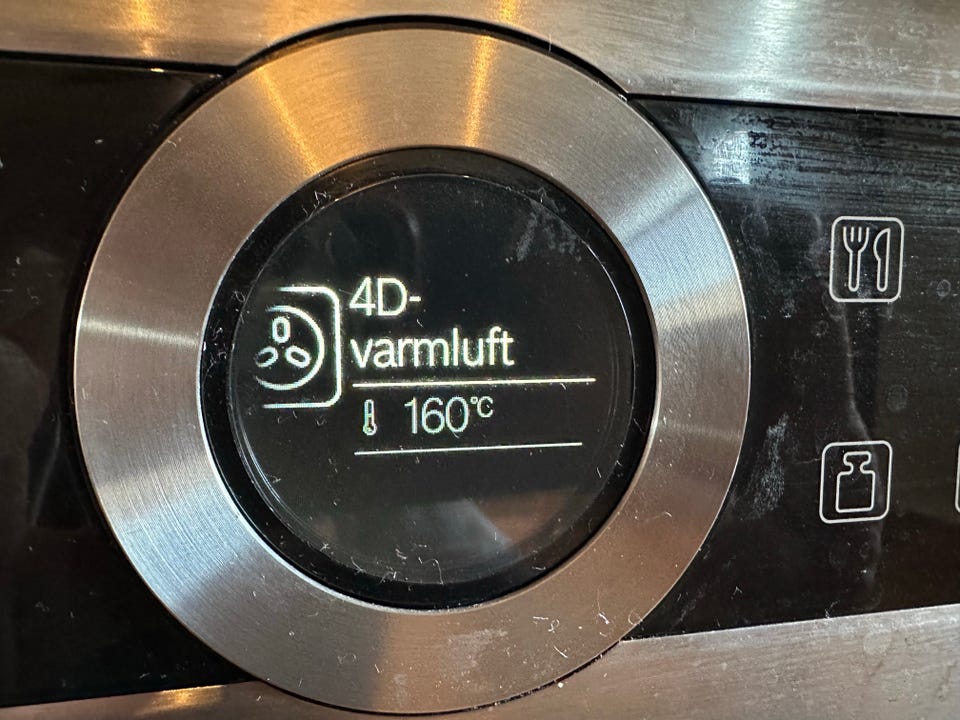 4D-
varmluft
160°C